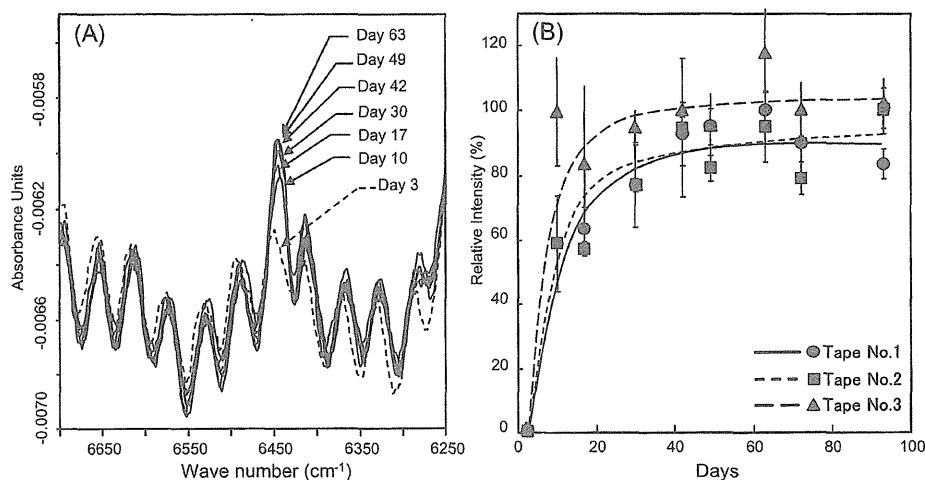 (A)
Day 63
Day 49
Day 42
Day 30
Day 17
Day 10
Day 3
Absorbance Units
-0.0058
-0.0062
-0.0066
-0.0070
6650
6550
6450
6350
6250
Wave number (cm-1)
(B)
Relative Intensity (%)
120
100
80
60
40
20
0
0
20
40
60
80
100
Days
Tape No.1
Tape No.2
Tape No.3